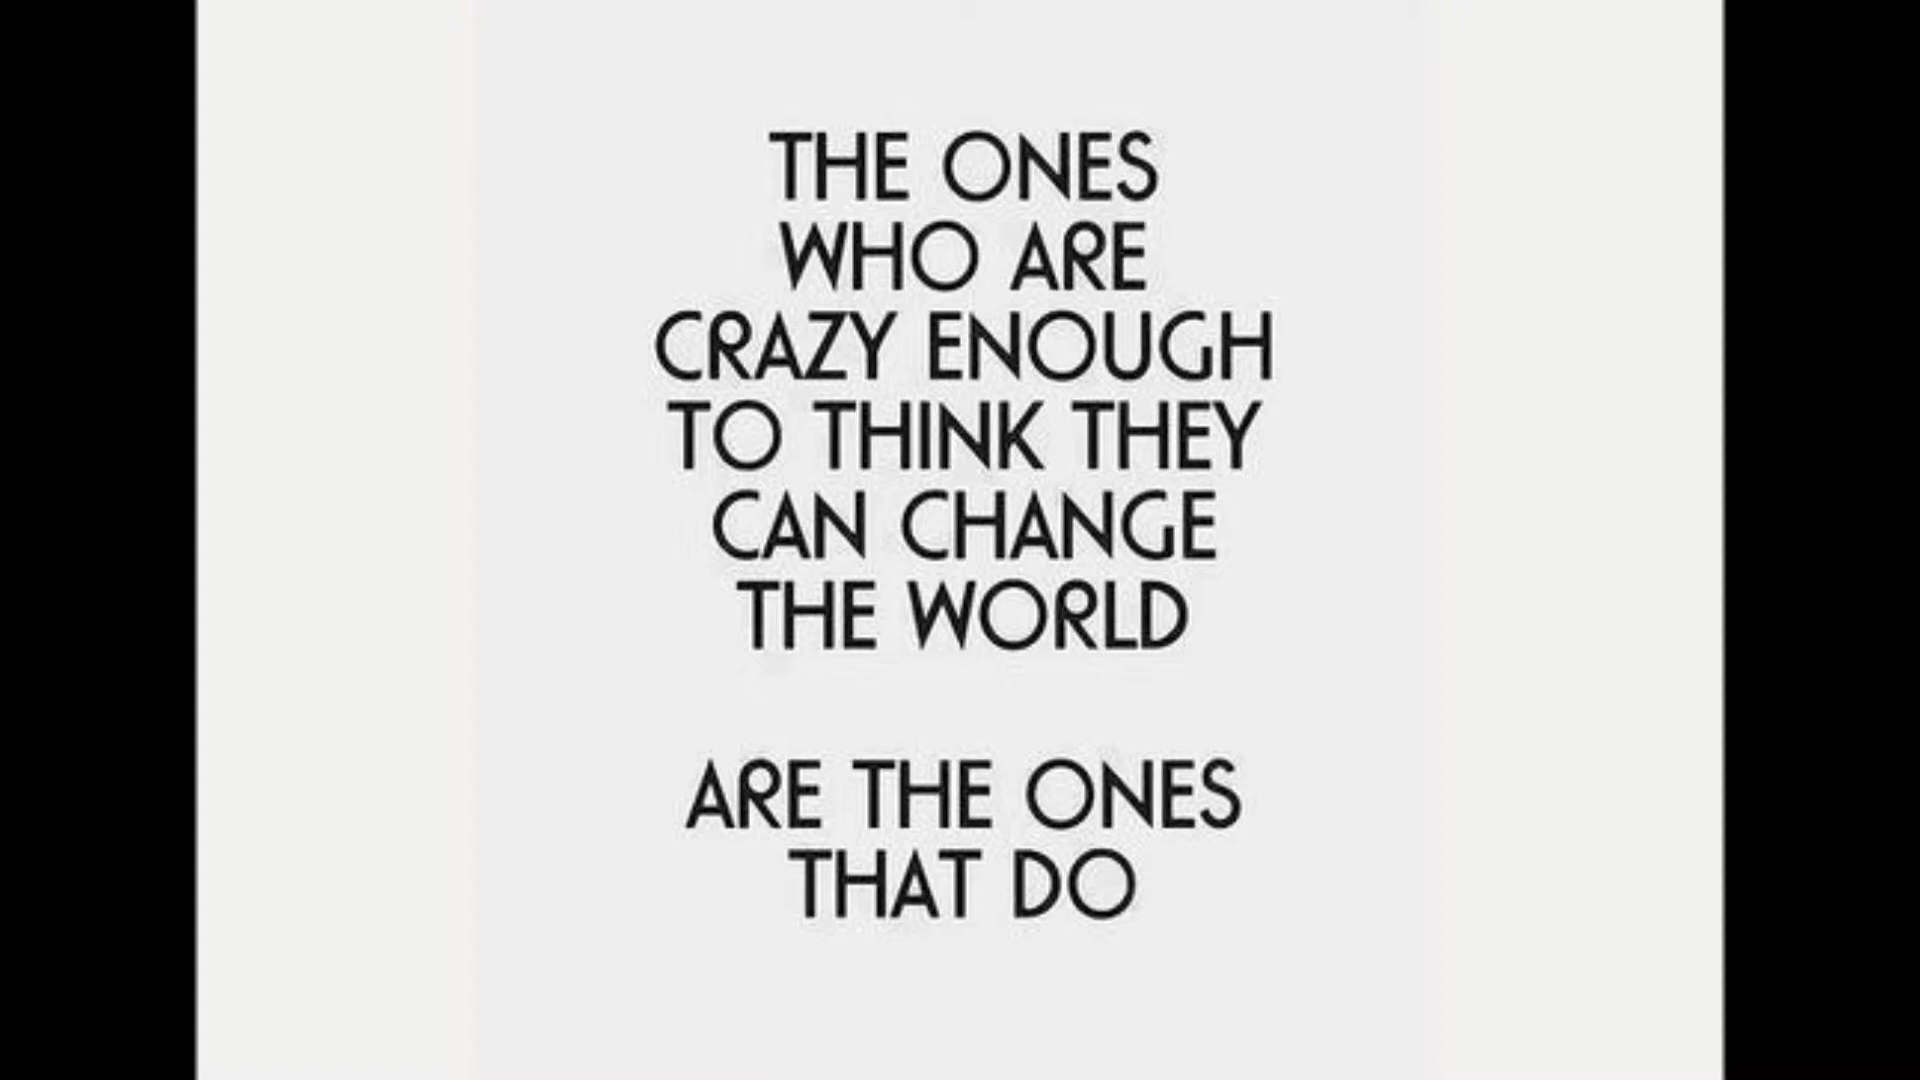 THE ONES
WHO ARE
CRAZY ENOUGH
TO THINK THEY
CAN CHANGE
THE WORLD
ARE THE ONES
THAT DO